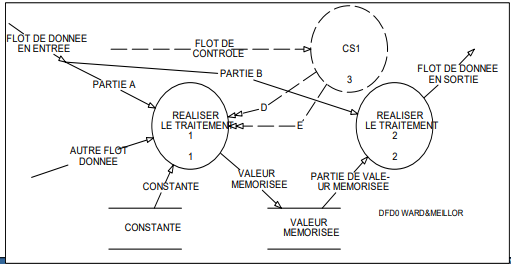 FLOT DE DONNEE
EN ENTREE
FLOT DE
CONTROLE
CS1
3
FLOT DE DONNEE
EN SORTIE
PARTIE A
PARTIE B
D
E
REALISER
LE TRAITEMENT
1
1
REALISER
LE TRAITEMENT
2
2
AUTRE FLOT
DONNEE
CONSTANTE
VALEUR
MEMORISEE
PARTIE DE VALE-
UR MEMORISEE
CONSTANTE
VALEUR
MEMORISEE
DFD0 WARD&MEILLOR